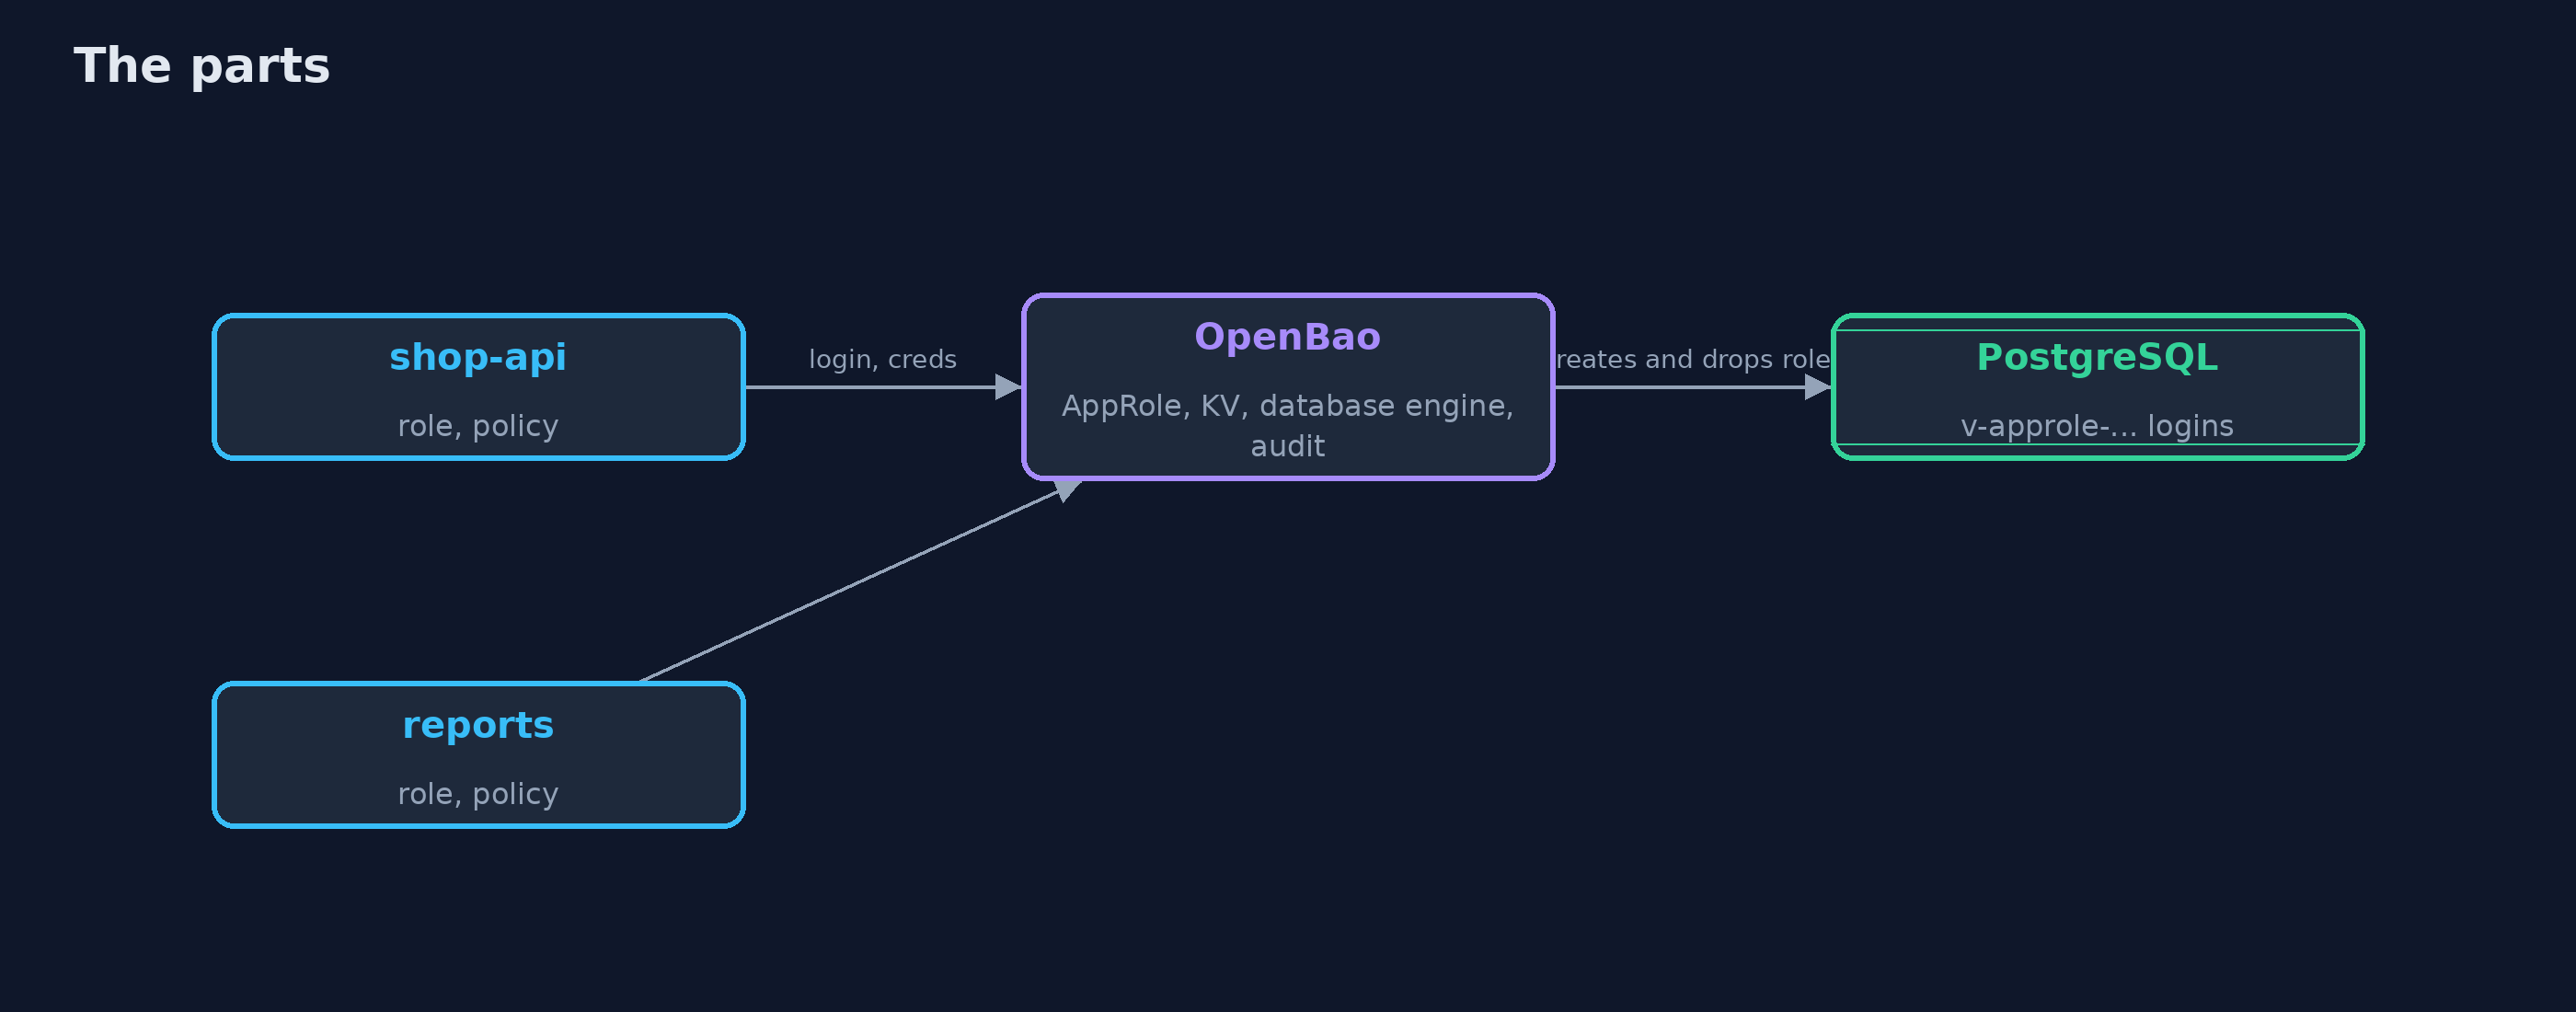 The parts
shop-api
role, policy
login, creds
OpenBao
AppRole, KV, database engine,
audit
reates and drops role
PostgreSQL
v-approle-... logins
reports
role, policy